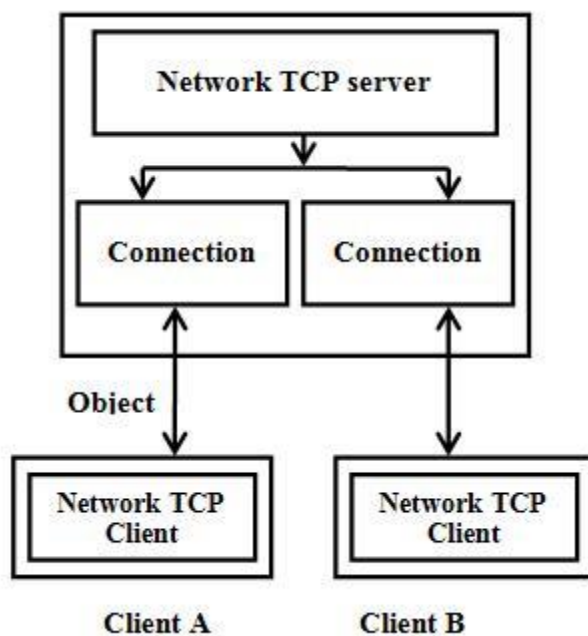 Network TCP server
Connection
Connection
Object
Network TCP
Client
Network TCP
Client
Client A
Client B